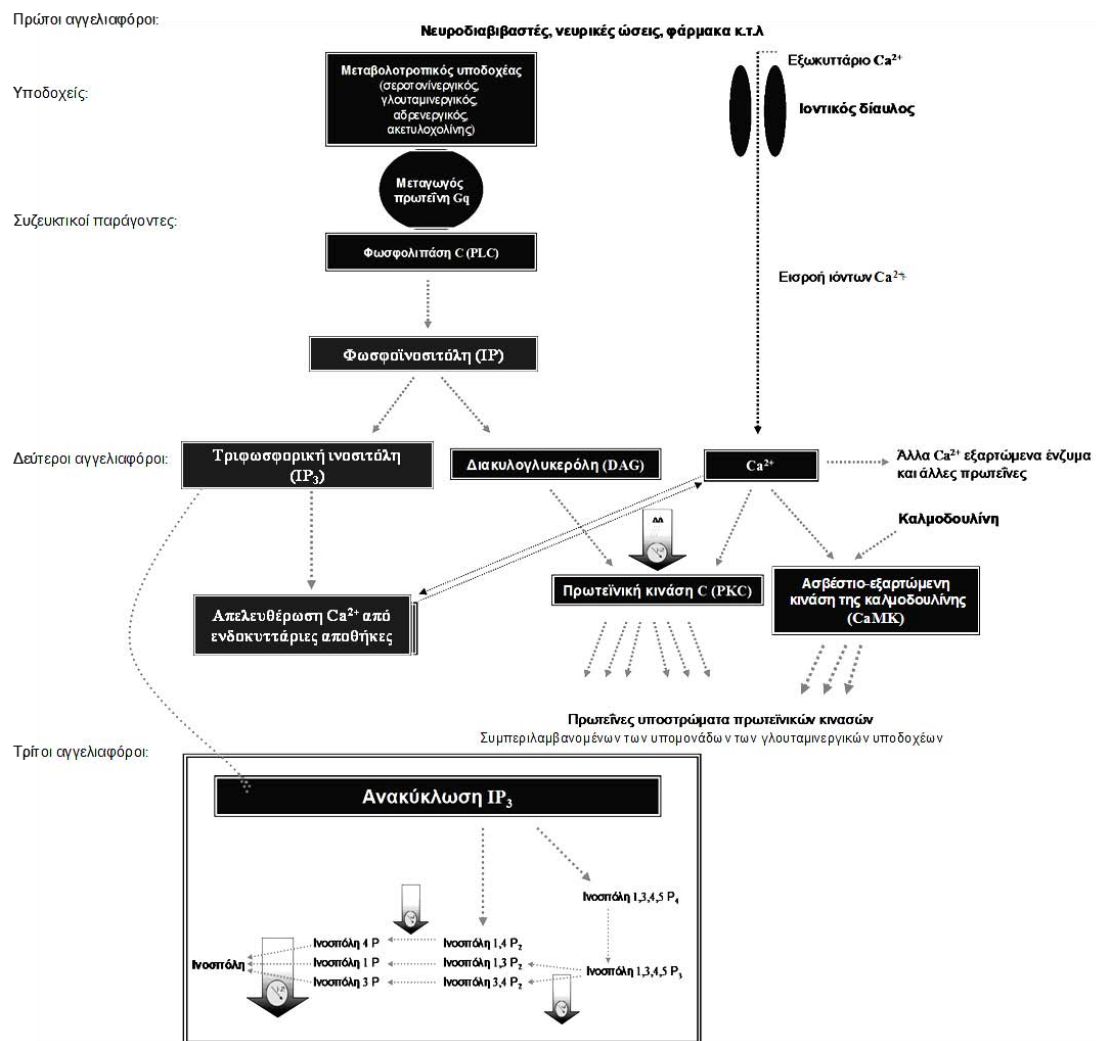 Πρώτοι αγγελιαφόροι:
Νευροδιαβιβαστές, νευρικές ώσεις, φάρμακα κ.τ.λ
Εξωκυττάριο Ca²⁺
Υποδοχείς:
Μεταβολοτροπικός υποδοχέας
(σεροτονίνεργικός,
γλουταμινεργικός,
αδρενεργικός,
ακετυλοχολίνης)
Ιοντικός δίαυλος
Μεταγωγός
πρωτεΐνη Gq
Συζευκτικοί παράγοντες:
Φωσφολιπάση C (PLC)
Εισροή ιόντων Ca²⁺
Φωσφαϊνοσιτόλη (IP)
Δεύτεροι αγγελιαφόροι:
Τριφωσφορική ινοσιτόλη
(IP₃)
Διακυλογλυκερόλη (DAG)
Ca²⁺
Άλλα Ca²⁺ εξαρτώμενα ένζυμα
και άλλες πρωτεΐνες
Καλμοδουλίνη
Απελευθέρωση Ca²⁺ από
ενδοκυττάριες αποθήκες
Πρωτεϊνική κινάση C (PKC)
Ασβέστιο-εξαρτώμενη
κινάση της καλμοδουλίνης
(CaMK)
Πρωτεΐνες υποστρώματα πρωτεϊνικών κινασών
Συμπεριλαμβανομένων των υπομονάδων των γλουταμινεργικών υποδοχέων
Τρίτοι αγγελιαφόροι:
Ανακύκλωση IP₃
Ινοσιτόλη 1,3,4,5 P₄
Ινοσιτόλη 4 P
Ινοσιτόλη 1,4 P₂
Ινοσιτόλη
Ινοσιτόλη 1 P
Ινοσιτόλη 1,3 P₂
Ινοσιτόλη 1,3,4,5 P₃
Ινοσιτόλη 3 P
Ινοσιτόλη 3,4 P₂